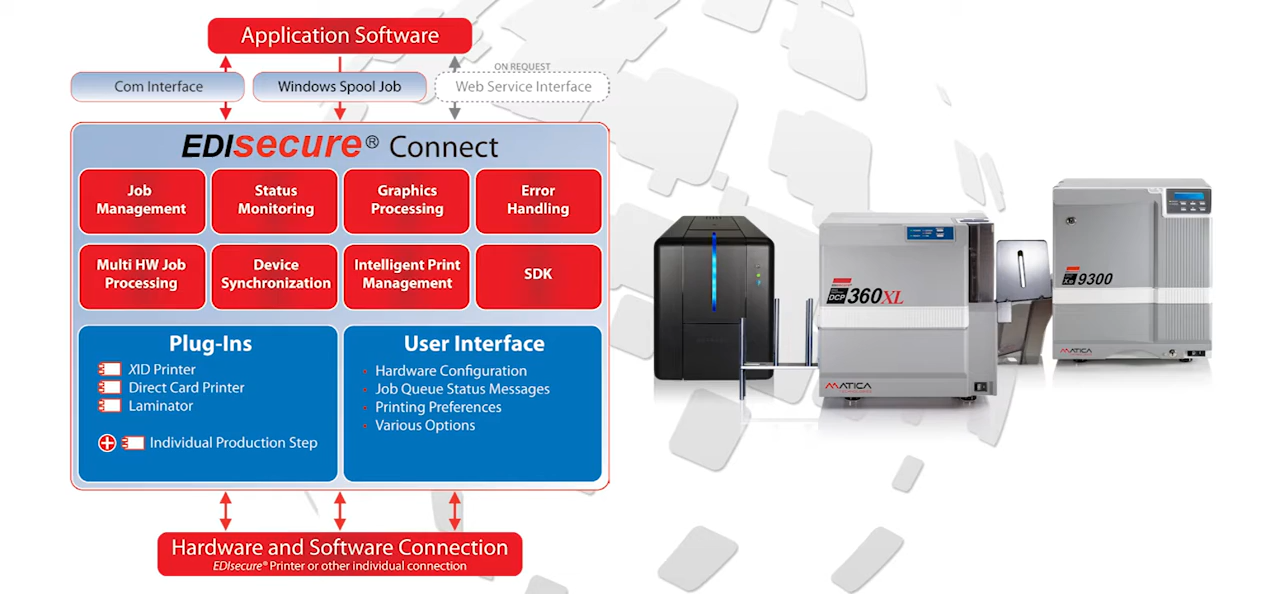 Application Software
ON REQUEST
Com Interface
Windows Spool Job
Web Service Interface
EDIsecure® Connect
Job
Management
Status
Monitoring
Graphics
Processing
Error
Handling
Multi HW Job
Processing
Device
Synchronization
Intelligent Print
Management
SDK
Plug-Ins
XID Printer
Direct Card Printer
Laminator
Individual Production Step
User Interface
Hardware Configuration
Job Queue Status Messages
Printing Preferences
Various Options
Hardware and Software Connection
EDIsecure® Printer or other individual connection
DCP 360XL
MATICA
9300
MATICA